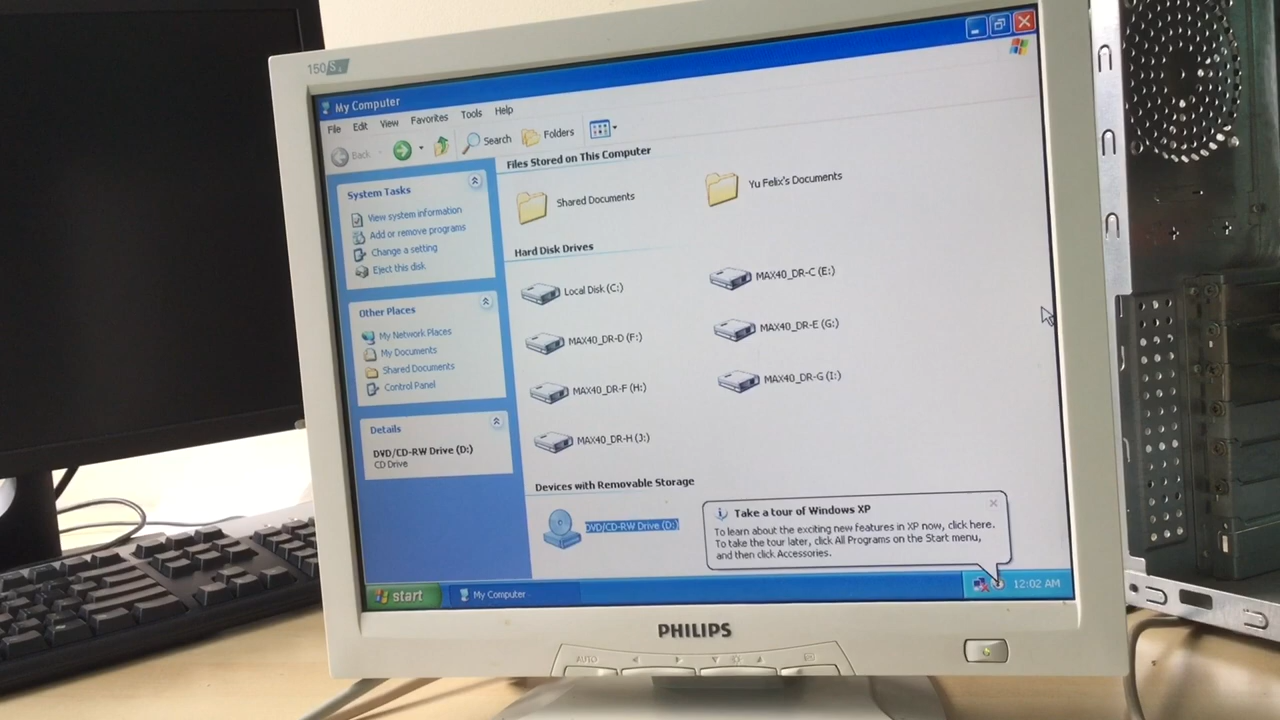 150S
My Computer
File Edit View Favorites Tools Help
Back Search Folders
System Tasks
View system information
Add or remove programs
Change a setting
Eject this disk
Other Places
My Network Places
My Documents
Shared Documents
Control Panel
Details
DVD/CD-RW Drive (D:)
CD Drive
Files Stored on This Computer
Shared Documents Yu Felix's Documents
Hard Disk Drives
Local Disk (C:) MAX40_DR-C (E:)
MAX40_DR-D (F:) MAX40_DR-E (G:)
MAX40_DR-F (H:) MAX40_DR-G (I:)
MAX40_DR-H (J:)
Devices with Removable Storage
DVD/CD-RW Drive (D:)
Take a tour of Windows XP
To learn about the exciting new features in XP now, click here.
To take the tour later, click All Programs on the Start menu,
and then click Accessories.
start My Computer 12:02 AM
PHILIPS
AUTO